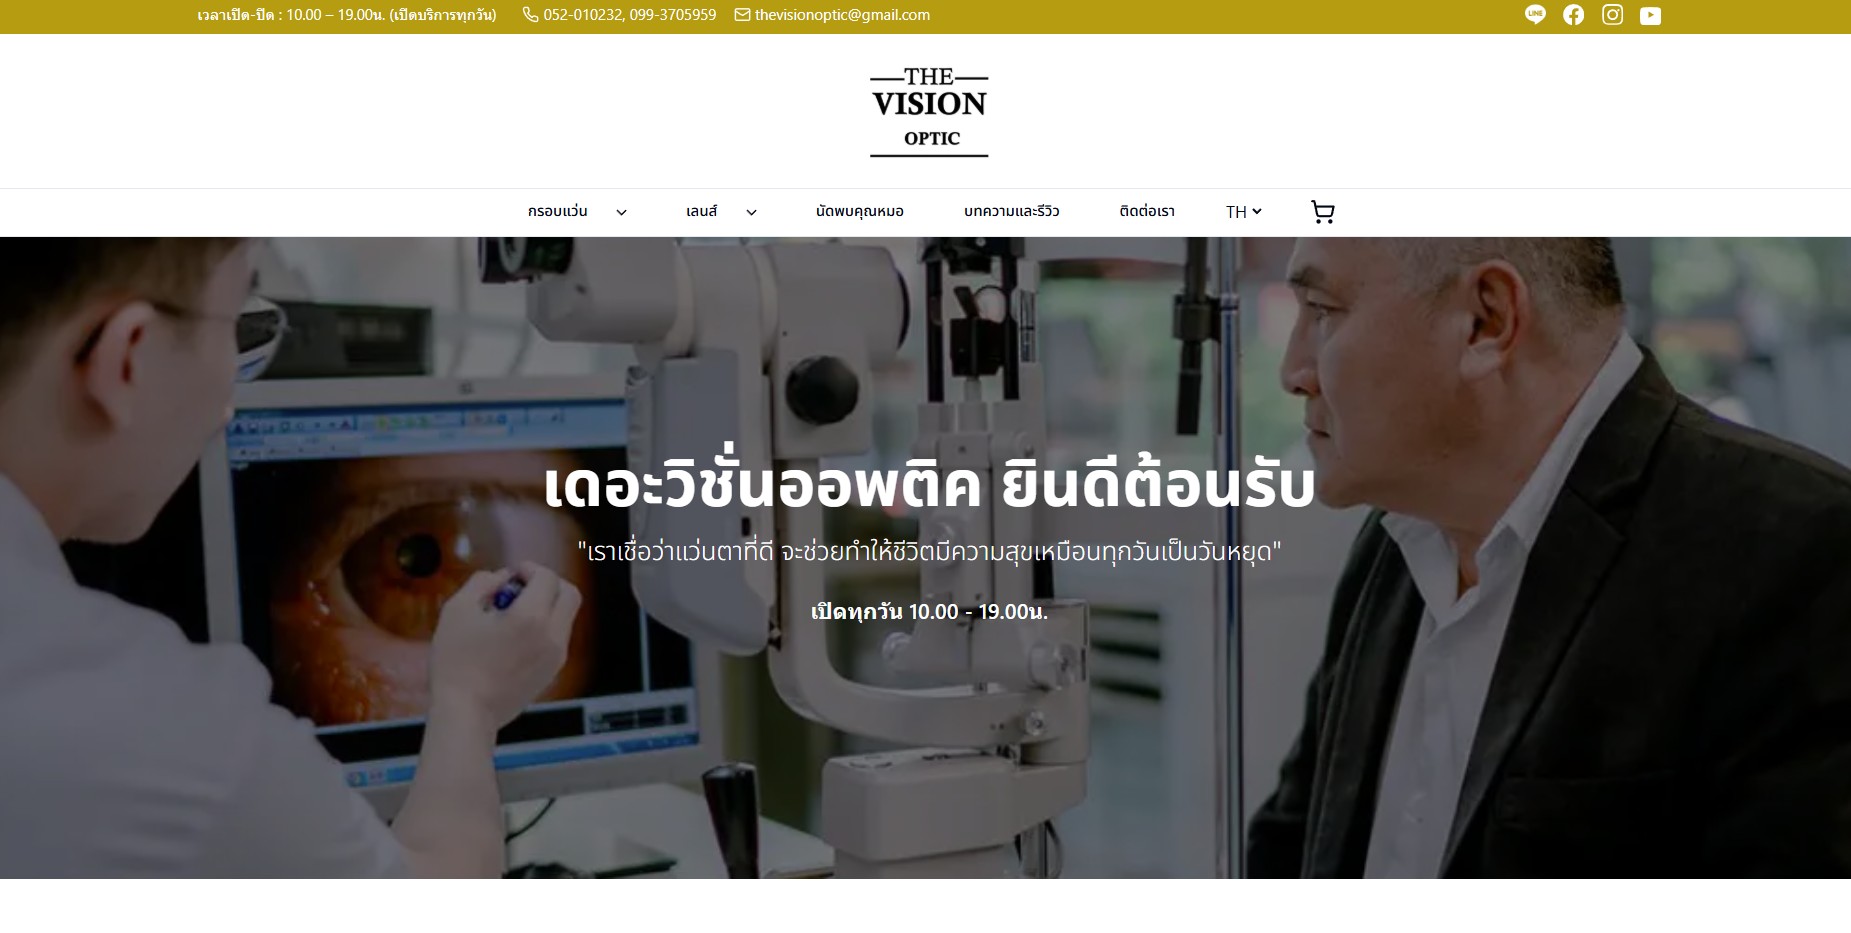 เวลาเปิด-ปิด : 10.00 – 19.00น. (เปิดบริการทุกวัน) 052-010232, 099-3705959 thevisionoptic@gmail.com
LINE
THE
VISION
OPTIC
กรอบแว่น เลนส์ นัดพบคุณหมอ บทความและรีวิว ติดต่อเรา TH
เดอะวิชั่นออพติค ยินดีต้อนรับ
"เราเชื่อว่าแว่นตาที่ดี จะช่วยทำให้ชีวิตมีความสุขเหมือนทุกวันเป็นวันหยุด"
เปิดทุกวัน 10.00 - 19.00น.